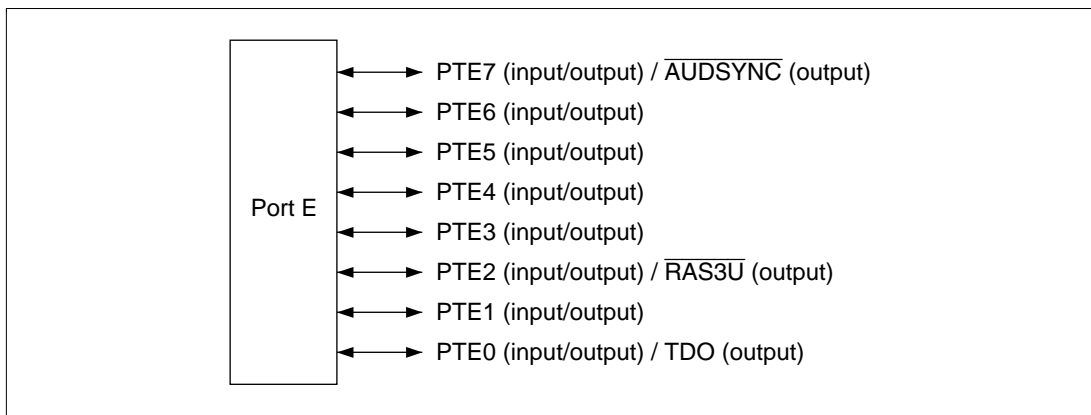 Port E
PTE7 (input/output) / AUDSYNC (output)
PTE6 (input/output)
PTE5 (input/output)
PTE4 (input/output)
PTE3 (input/output)
PTE2 (input/output) / RAS3U (output)
PTE1 (input/output)
PTE0 (input/output) / TDO (output)